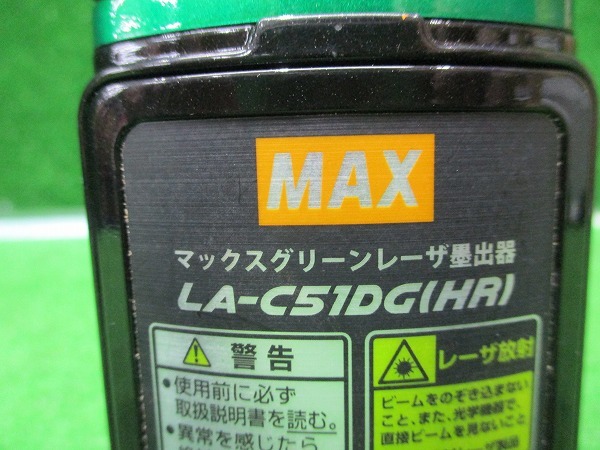 MAX
マックスグリーンレーザ墨出器
LA-C51DG(HR)
警告
•使用前に必ず
取扱説明書を読む。
•異常を感じたら
レーザ放射
ビームをのぞき込まない
こと、また、光学機器で、
直接ビームを見ないこと